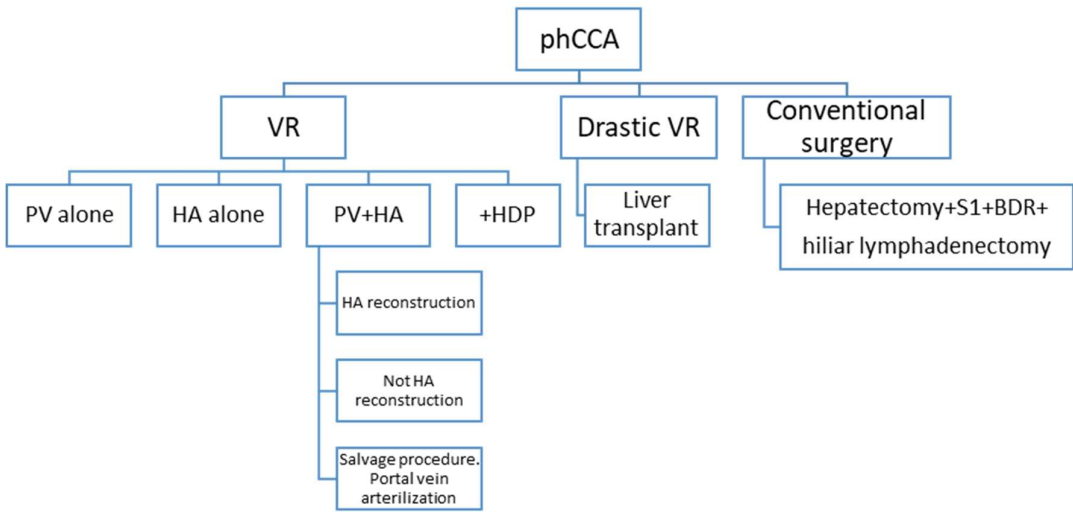 phCCA
VR
Drastic VR
Conventional
surgery
PV alone
HA alone
PV+HA
+HDP
Liver
transplant
Hepatectomy+S1+BDR+
hiliar lymphadenectomy
HA reconstruction
Not HA
reconstruction
Salvage procedure.
Portal vein
arterilization